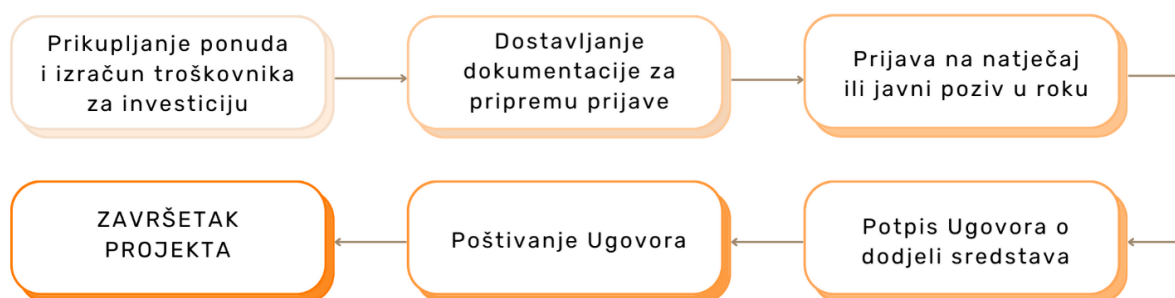 Prikupljanje ponuda
i izračun troškovnika
za investiciju
Dostavljanje
dokumentacije za
pripremu prijave
Prijava na natječaj
ili javni poziv u roku
Potpis Ugovora o
dodjeli sredstava
Poštivanje Ugovora
ZAVRŠETAK
PROJEKTA